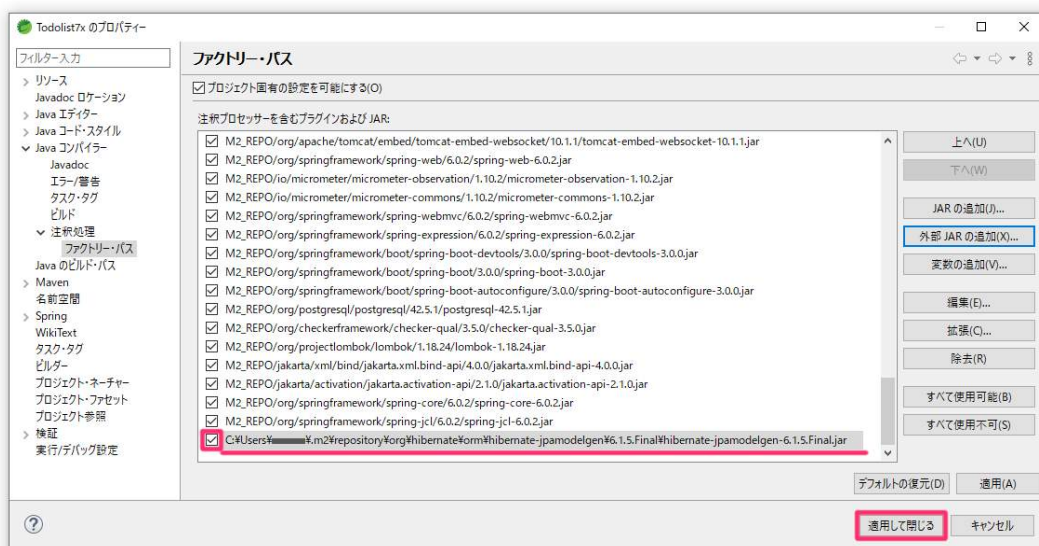 Todolist7x のプロパティー
フィルター入力
リソース
Javadoc ロケーション
Java エディター
Java コード・スタイル
Java コンパイラー
Javadoc
エラー/警告
タスク・タグ
ビルド
注釈処理
ファクトリー・パス
Java のビルド・パス
Maven
名前空間
Spring
WikiText
タスク・タグ
ビルダー
プロジェクト・ネーチャー
プロジェクト・ファセット
プロジェクト参照
検証
実行/デバッグ設定
ファクトリー・パス
プロジェクト固有の設定を可能にする(O)
注釈プロセッサーを含むプラグインおよび JAR:
M2_REPO/org/apache/tomcat/embed/tomcat-embed-websocket/10.1.1/tomcat-embed-websocket-10.1.1.jar
M2_REPO/org/springframework/spring-web/6.0.2/spring-web-6.0.2.jar
M2_REPO/io/micrometer/micrometer-observation/1.10.2/micrometer-observation-1.10.2.jar
M2_REPO/io/micrometer/micrometer-commons/1.10.2/micrometer-commons-1.10.2.jar
M2_REPO/org/springframework/spring-webmvc/6.0.2/spring-webmvc-6.0.2.jar
M2_REPO/org/springframework/spring-expression/6.0.2/spring-expression-6.0.2.jar
M2_REPO/org/springframework/boot/spring-boot-devtools/3.0.0/spring-boot-devtools-3.0.0.jar
M2_REPO/org/springframework/boot/spring-boot/3.0.0/spring-boot-3.0.0.jar
M2_REPO/org/springframework/boot/spring-boot-autoconfigure/3.0.0/spring-boot-autoconfigure-3.0.0.jar
M2_REPO/org/postgresql/postgresql/42.5.1/postgresql-42.5.1.jar
M2_REPO/org/checkerframework/checker-qual/3.5.0/checker-qual-3.5.0.jar
M2_REPO/org/projectlombok/lombok/1.18.24/lombok-1.18.24.jar
M2_REPO/jakarta/xml/bind/jakarta.xml.bind-api/4.0.0/jakarta.xml.bind-api-4.0.0.jar
M2_REPO/jakarta/activation/jakarta.activation-api/2.1.0/jakarta.activation-api-2.1.0.jar
M2_REPO/org/springframework/spring-core/6.0.2/spring-core-6.0.2.jar
M2_REPO/org/springframework/spring-jcl/6.0.2/spring-jcl-6.0.2.jar
C:¥Users¥ ¥.m2¥repository¥org¥hibernate¥orm¥hibernate-jpamodelgen¥6.1.5.Final¥hibernate-jpamodelgen-6.1.5.Final.jar
上へ(U)
下へ(W)
JAR の追加(J)...
外部 JAR の追加(X)...
変数の追加(V)...
編集(E)...
拡張(C)...
除去(R)
すべて使用可能(B)
すべて使用不可(S)
デフォルトの復元(D)
適用(A)
?
適用して閉じる
キャンセル